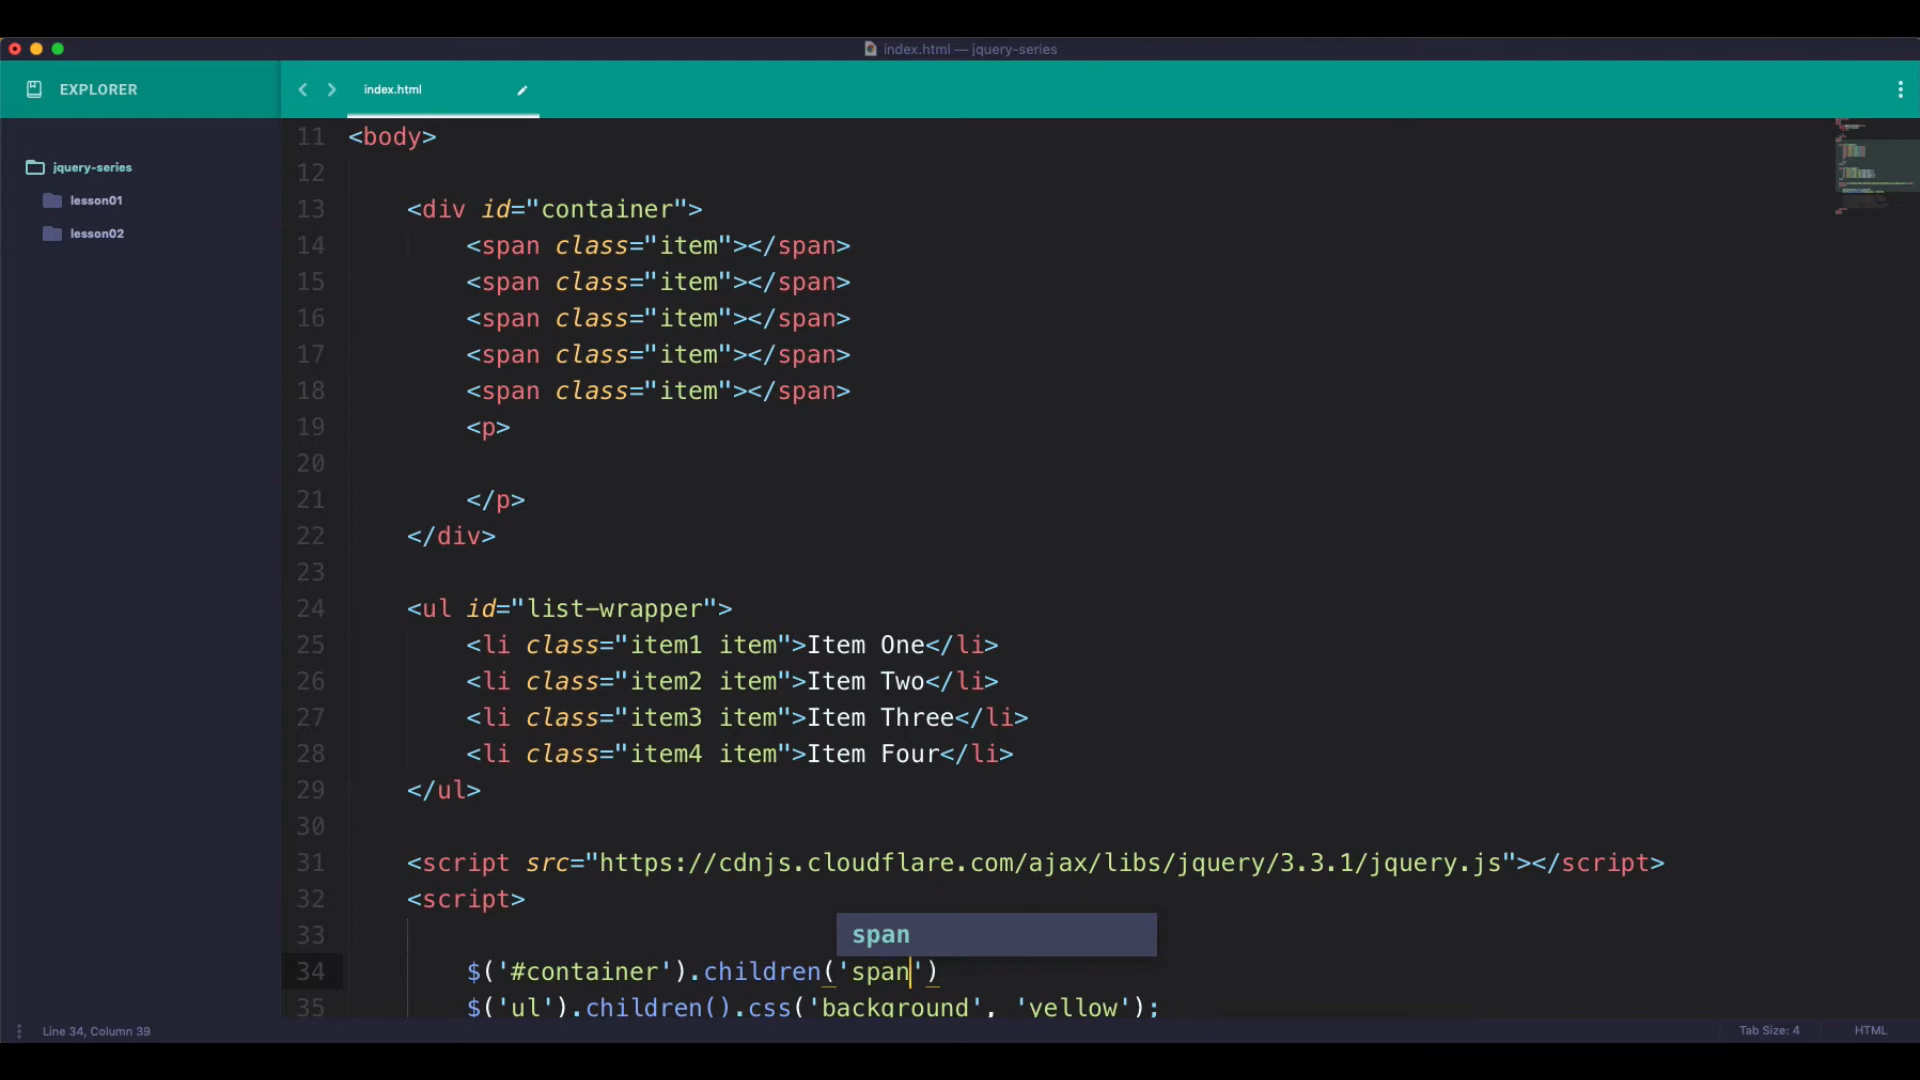 index.html — jquery-series
EXPLORER
index.html
jquery-series
lesson01
lesson02
11 <body>
12
13 <div id="container">
14 <span class="item"></span>
15 <span class="item"></span>
16 <span class="item"></span>
17 <span class="item"></span>
18 <span class="item"></span>
19 <p>
20
21 </p>
22 </div>
23
24 <ul id="list-wrapper">
25 <li class="item1 item">Item One</li>
26 <li class="item2 item">Item Two</li>
27 <li class="item3 item">Item Three</li>
28 <li class="item4 item">Item Four</li>
29 </ul>
30
31 <script src="https://cdnjs.cloudflare.com/ajax/libs/jquery/3.3.1/jquery.js"></script>
32 <script>
33
span
34 $('#container').children('span')
35 $('ul').children().css('background', 'yellow');
Line 34, Column 39
Tab Size: 4
HTML